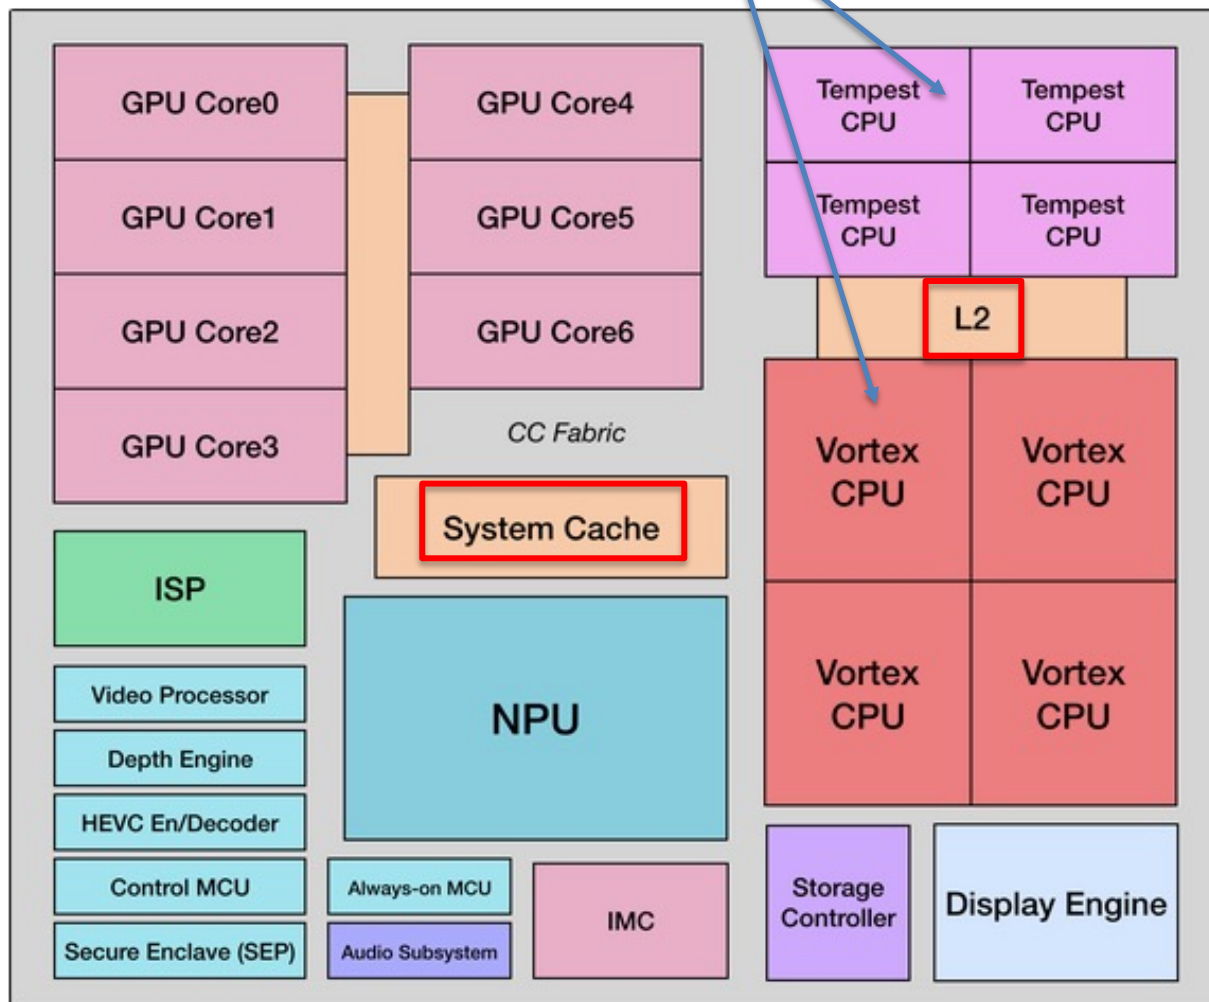 GPU Core0
GPU Core1
GPU Core2
GPU Core3
GPU Core4
GPU Core5
GPU Core6
Tempest
CPU
Tempest
CPU
Tempest
CPU
Tempest
CPU
L2
Vortex
CPU
Vortex
CPU
Vortex
CPU
Vortex
CPU
CC Fabric
System Cache
ISP
NPU
Video Processor
Depth Engine
HEVC En/Decoder
Control MCU
Secure Enclave (SEP)
Always-on MCU
Audio Subsystem
IMC
Storage
Controller
Display Engine